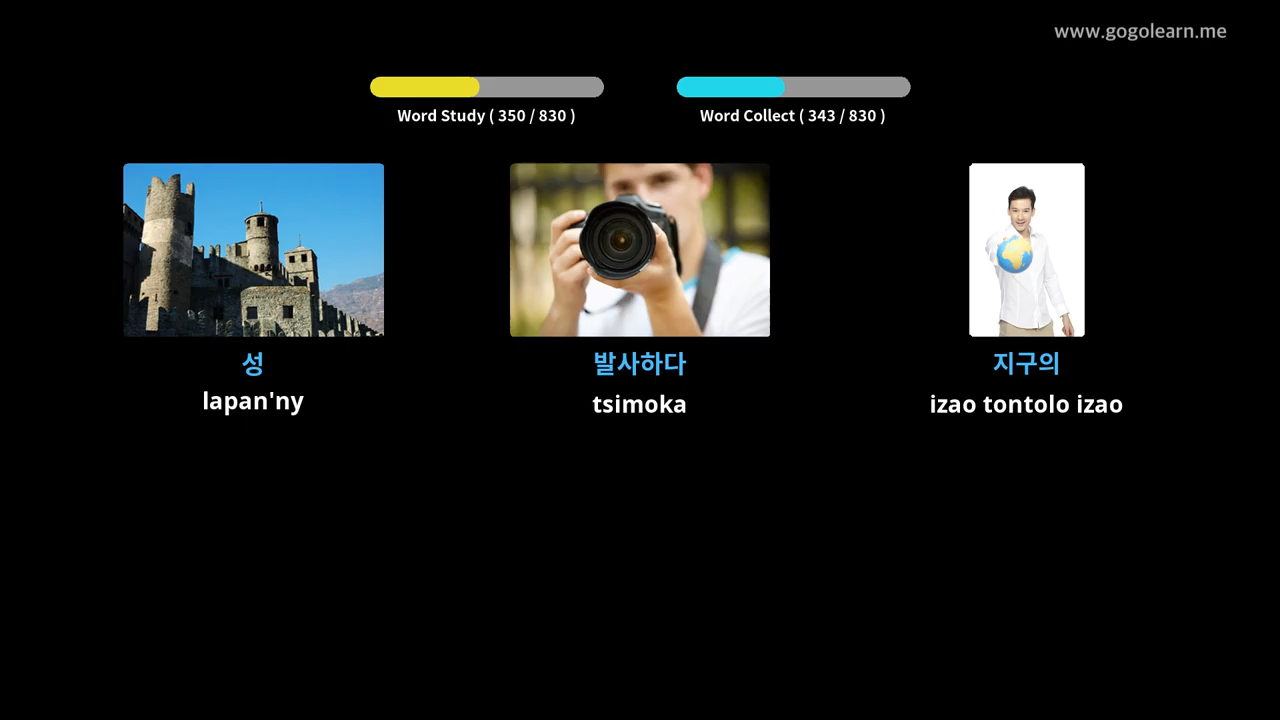 www.gogolearn.me
Word Study ( 350 / 830 )
Word Collect ( 343 / 830 )
성
lapan'ny
발사하다
tsimoka
지구의
izao tontolo izao